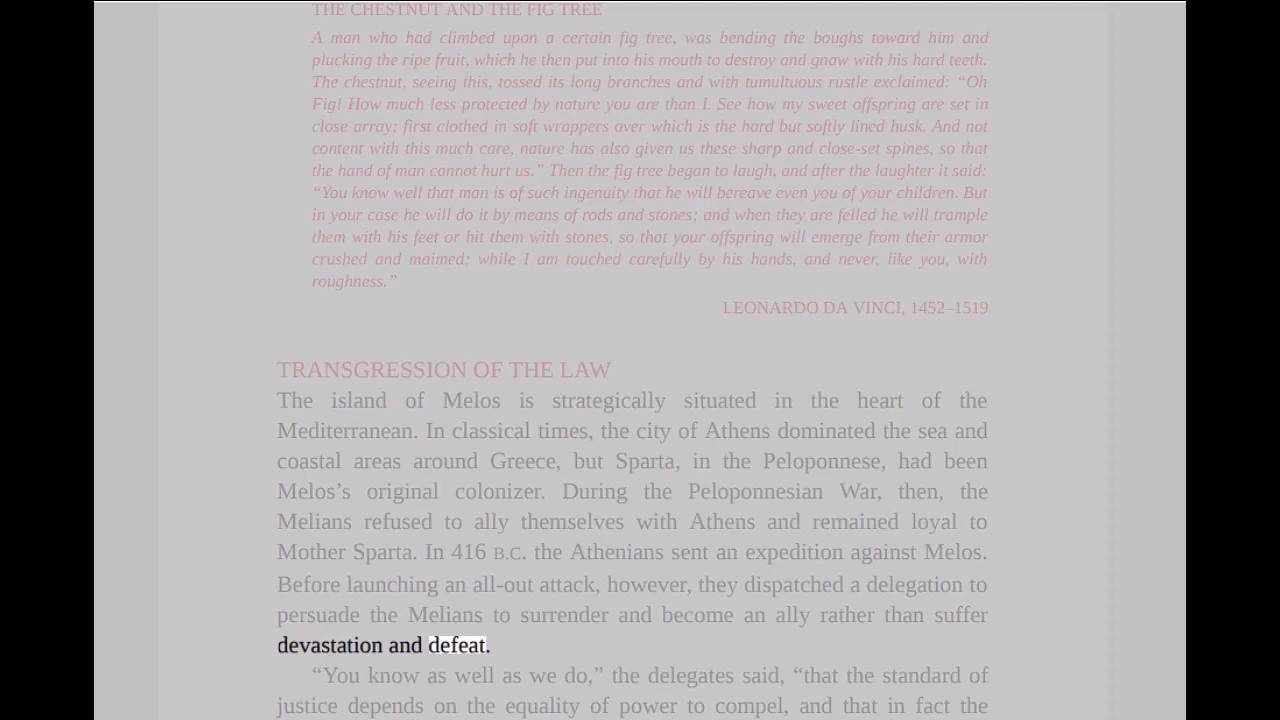 THE CHESTNUT AND THE FIG TREE
A man who had climbed upon a certain fig tree, was bending the boughs toward him and
plucking the ripe fruit, which he then put into his mouth to destroy and gnaw with his hard teeth.
The chestnut, seeing this, tossed its long branches and with tumultuous rustle exclaimed: “Oh
Fig! How much less protected by nature you are than I. See how my sweet offspring are set in
close array; first clothed in soft wrappers over which is the hard but softly lined husk. And not
content with this much care, nature has also given us these sharp and close-set spines, so that
the hand of man cannot hurt us.” Then the fig tree began to laugh, and after the laughter it said:
“You know well that man is of such ingenuity that he will bereave even you of your children. But
in your case he will do it by means of rods and stones; and when they are felled he will trample
them with his feet or hit them with stones, so that your offspring will emerge from their armor
crushed and maimed; while I am touched carefully by his hands, and never, like you, with
roughness.”
LEONARDO DA VINCI, 1452–1519
TRANSGRESSION OF THE LAW
The island of Melos is strategically situated in the heart of the
Mediterranean. In classical times, the city of Athens dominated the sea and
coastal areas around Greece, but Sparta, in the Peloponnese, had been
Melos’s original colonizer. During the Peloponnesian War, then, the
Melians refused to ally themselves with Athens and remained loyal to
Mother Sparta. In 416 B.C. the Athenians sent an expedition against Melos.
Before launching an all-out attack, however, they dispatched a delegation to
persuade the Melians to surrender and become an ally rather than suffer
devastation and defeat.
“You know as well as we do,” the delegates said, “that the standard of
justice depends on the equality of power to compel, and that in fact the